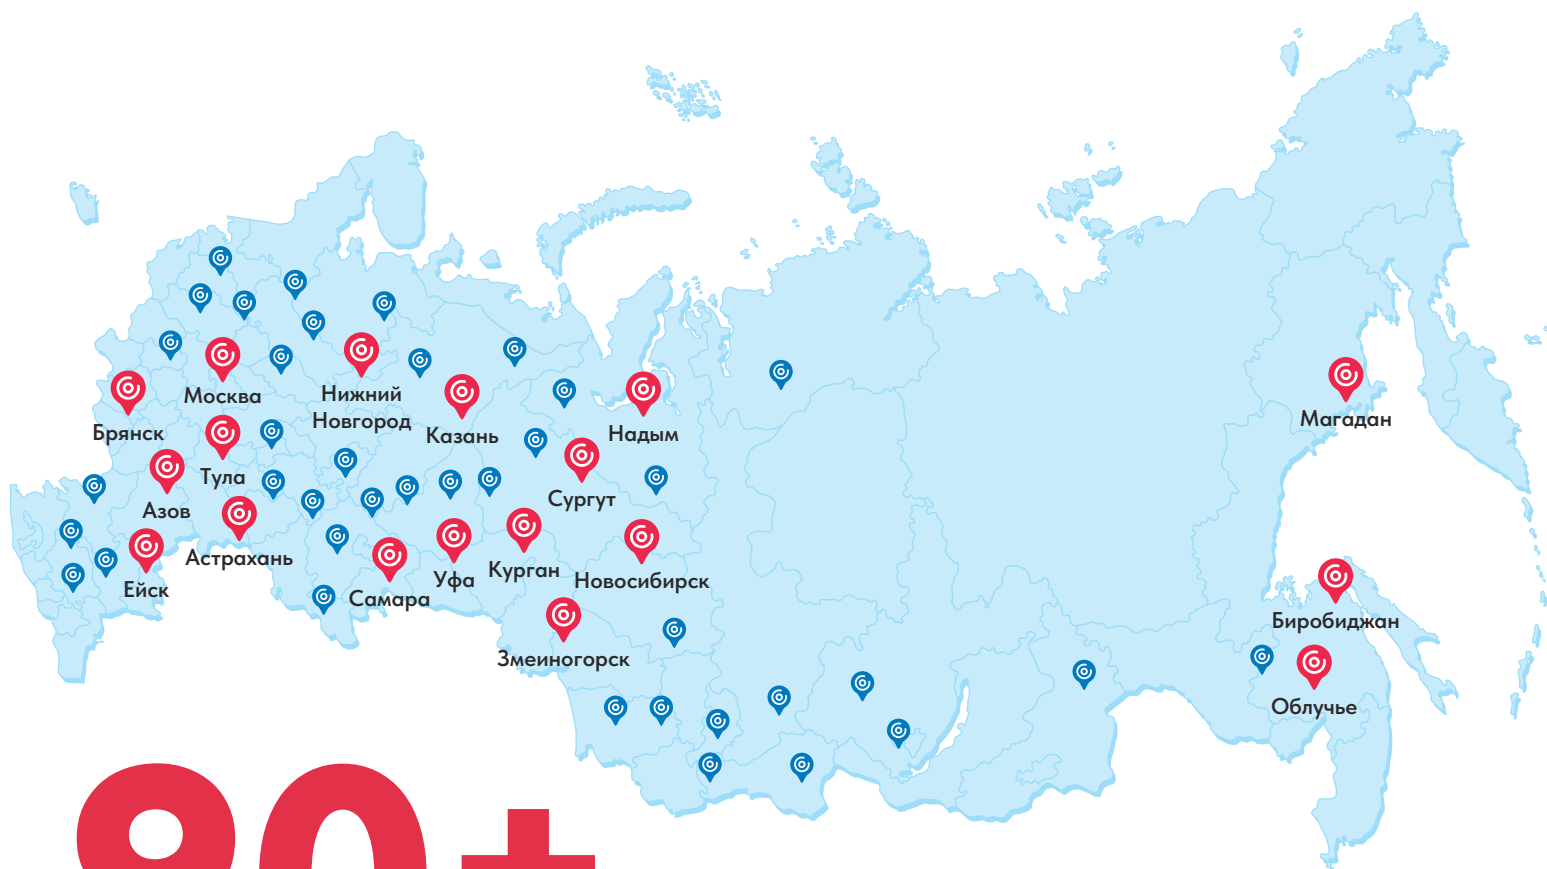 Москва
Нижний
Новгород
Брянск
Казань
Надым
Магадан
Тула
Азов
Сургут
Астрахань
Ейск
Уфа
Курган
Новосибирск
Самара
Биробиджан
Змеиногорск
Облучье
80+